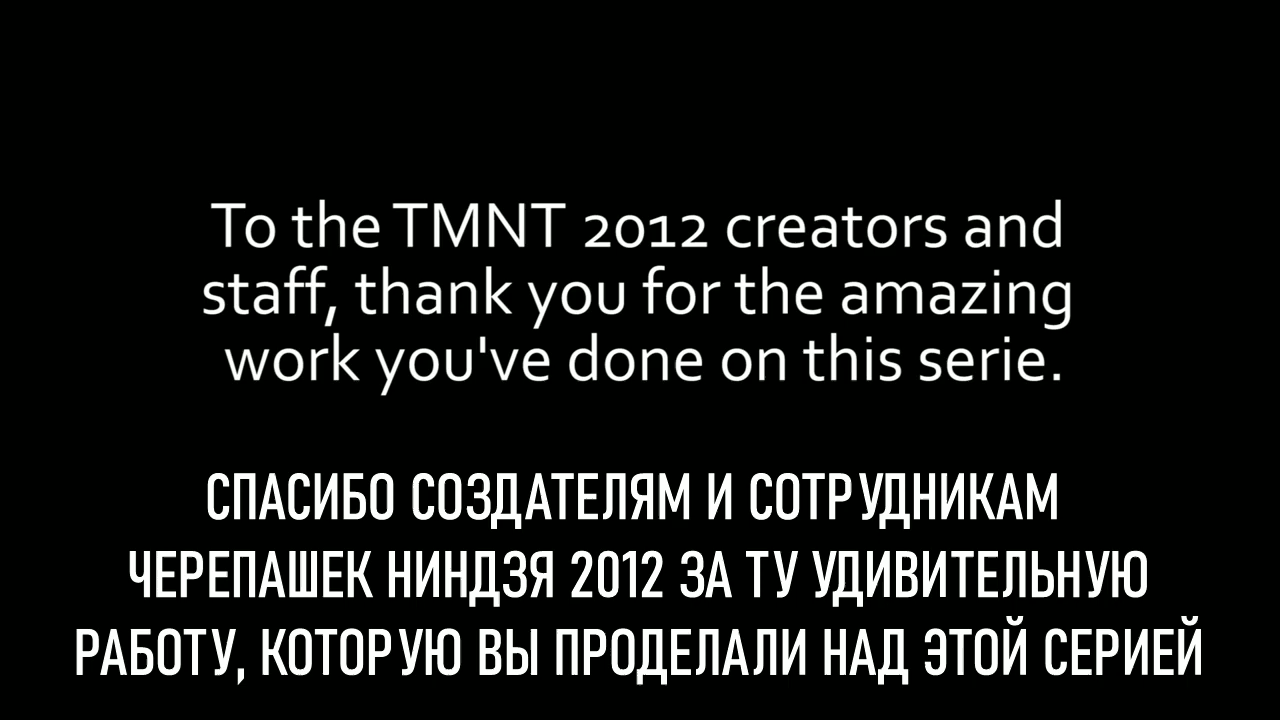 To the TMNT 2012 creators and
staff, thank you for the amazing
work you've done on this serie.
СПАСИБО СОЗДАТЕЛЯМ И СОТРУДНИКАМ
ЧЕРЕПАШЕК НИНДЗЯ 2012 ЗА ТУ УДИВИТЕЛЬНУЮ
РАБОТУ, КОТОРУЮ ВЫ ПРОДЕЛАЛИ НАД ЭТОЙ СЕРИЕЙ